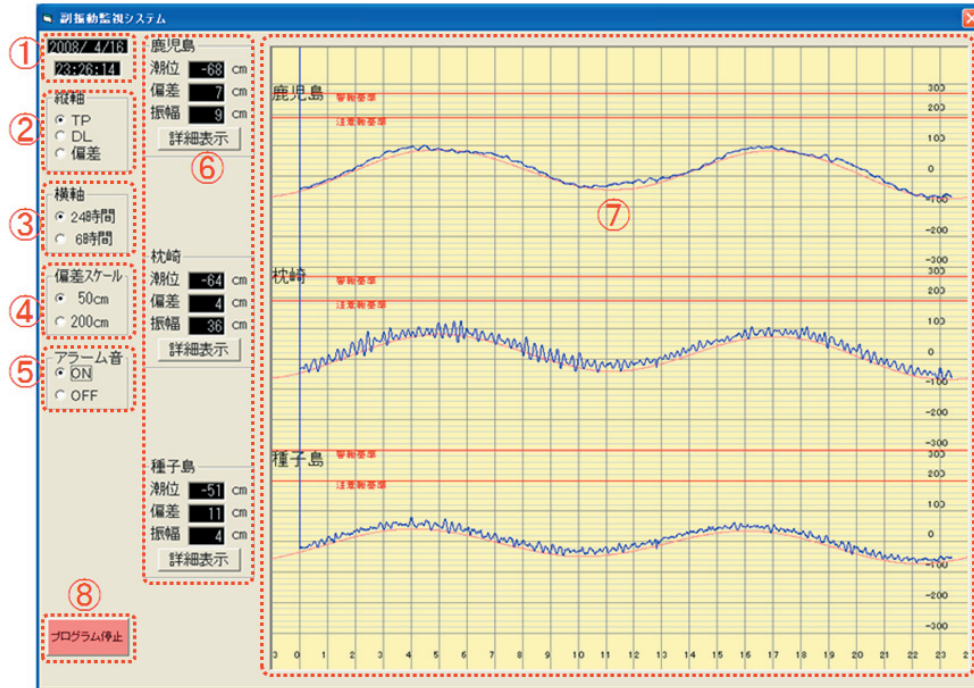 副振動監視システム
①
2008/ 4/16
23:26:14
②
縦軸
TP
DL
偏差
③
横軸
24時間
6時間
④
偏差スケール
50cm
200cm
⑤
アラーム音
ON
OFF
⑧
プログラム停止
鹿児島
潮位 -68 cm
偏差 7 cm
振幅 9 cm
詳細表示
⑥
枕崎
潮位 -64 cm
偏差 4 cm
振幅 36 cm
詳細表示
種子島
潮位 -51 cm
偏差 11 cm
振幅 4 cm
詳細表示
鹿児島
警報基準
注意報基準
300
200
100
0
-100
-200
-300
⑦
枕崎
警報基準
注意報基準
300
200
100
0
-100
-200
-300
種子島
警報基準
注意報基準
300
200
100
0
-100
-200
-300
0 1 2 3 4 5 6 7 8 9 10 11 12 13 14 15 16 17 18 19 20 21 22 23